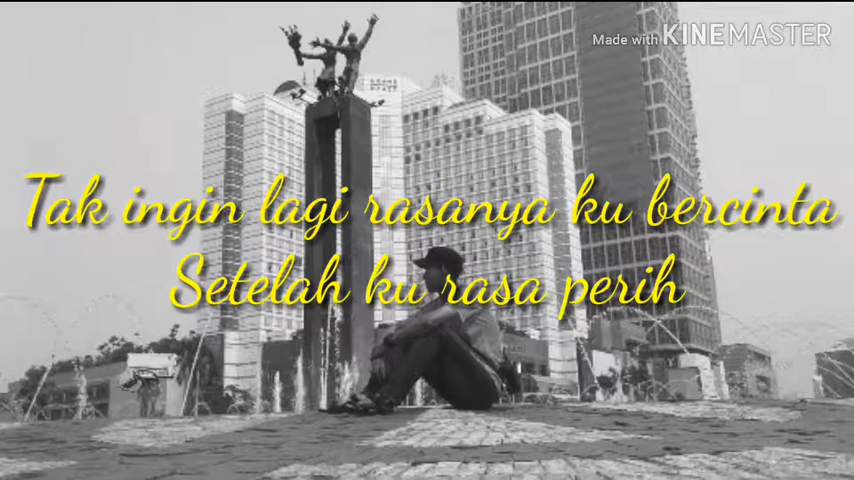 Made with KINEMASTER
Tak ingin lagi rasanya ku bercinta
Setelah ku rasa perih